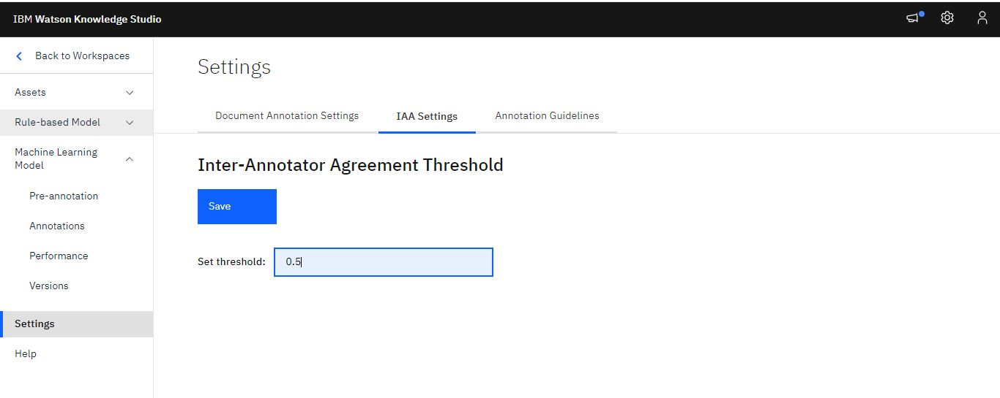 IBM Watson Knowledge Studio
Back to Workspaces
Assets
Rule-based Model
Machine Learning
Model
Pre-annotation
Annotations
Performance
Versions
Settings
Help
Settings
Document Annotation Settings
IAA Settings
Annotation Guidelines
Inter-Annotator Agreement Threshold
Save
Set threshold:
0.5